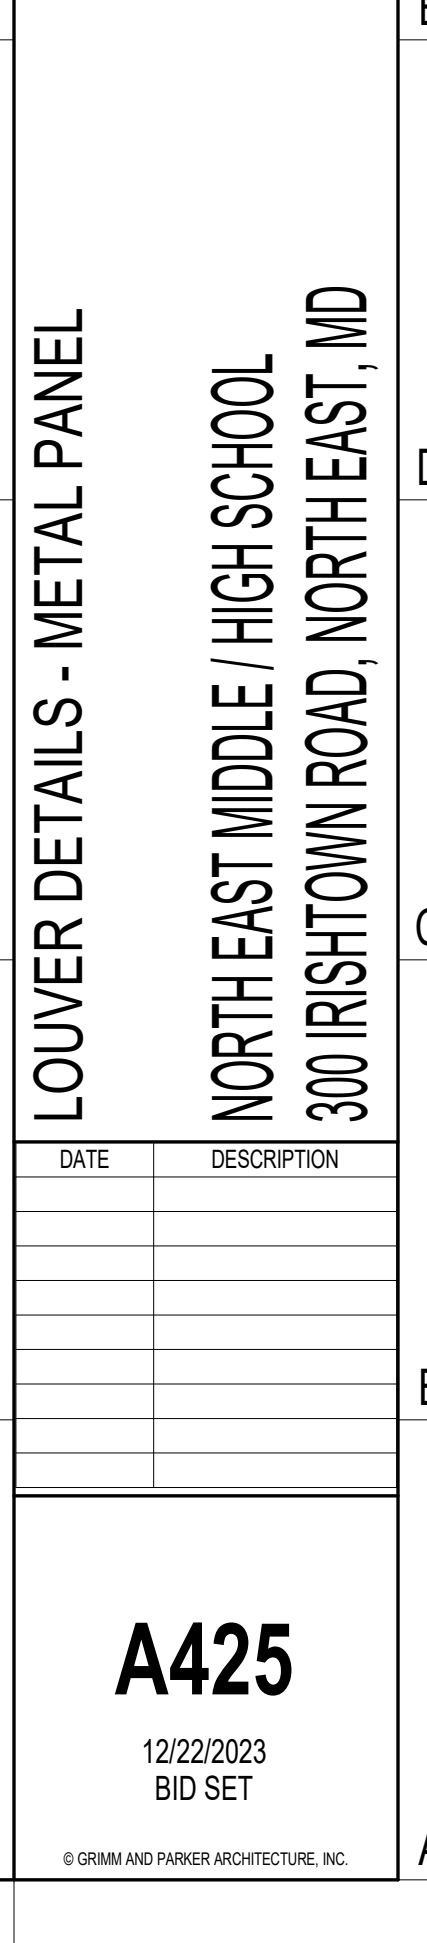 LOUVER DETAILS - METAL PANEL
NORTH EAST MIDDLE / HIGH SCHOOL
300 IRISHTOWN ROAD, NORTH EAST, MD
DATE DESCRIPTION
A425
12/22/2023
BID SET
© GRIMM AND PARKER ARCHITECTURE, INC.